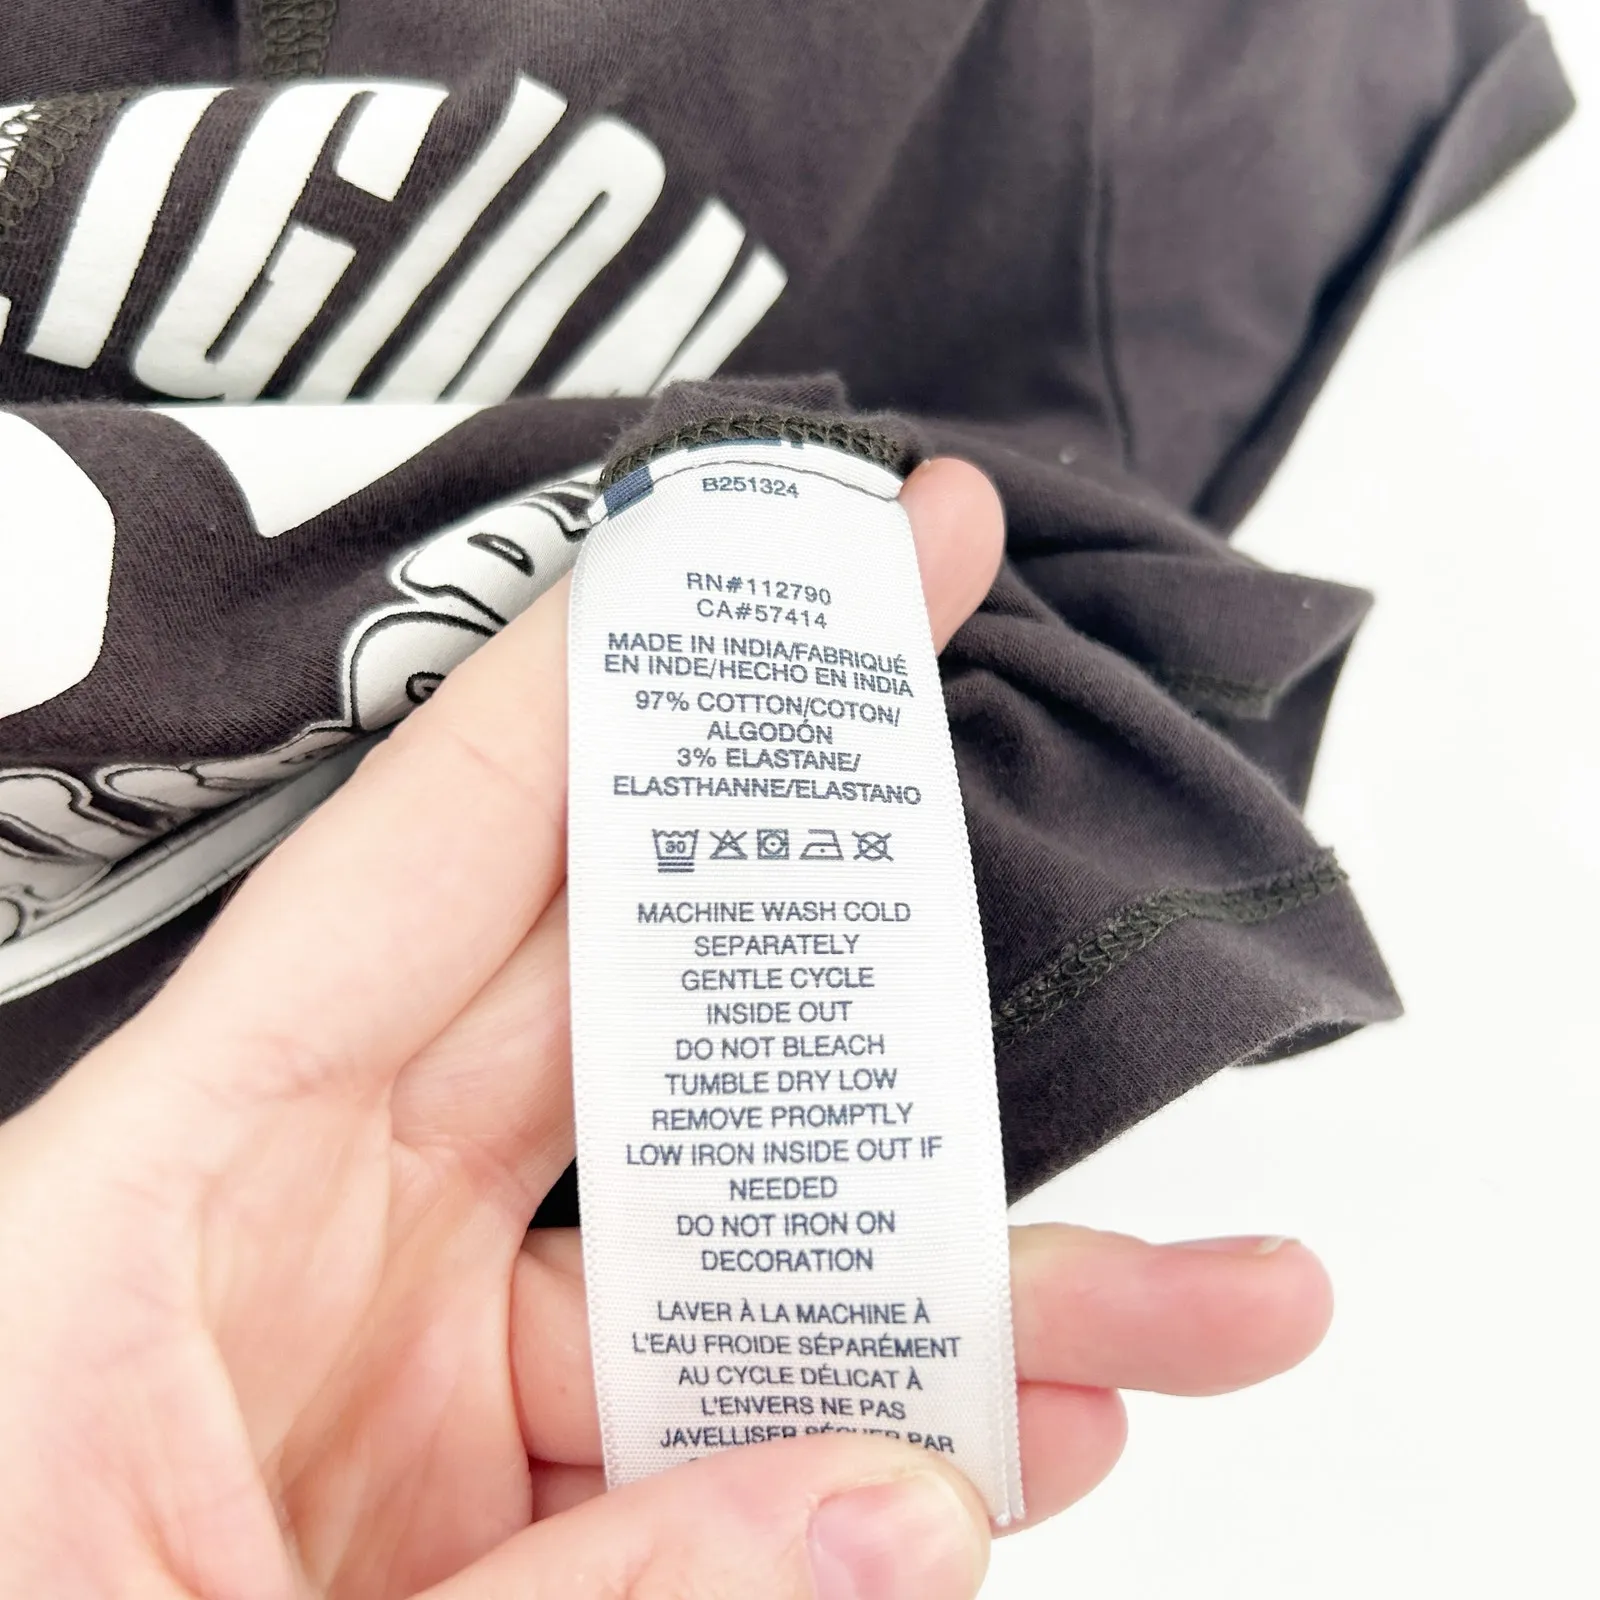 IGION
B251324
RN#112790
CA#57414
MADE IN INDIA/FABRIQUÉ
EN INDE/HECHO EN INDIA
97% COTTON/COTON/
ALGODÓN
3% ELASTANE/
ELASTHANNE/ELASTANO
30
MACHINE WASH COLD
SEPARATELY
GENTLE CYCLE
INSIDE OUT
DO NOT BLEACH
TUMBLE DRY LOW
REMOVE PROMPTLY
LOW IRON INSIDE OUT IF
NEEDED
DO NOT IRON ON
DECORATION
LAVER À LA MACHINE À
L'EAU FROIDE SÉPARÉMENT
AU CYCLE DÉLICAT À
L'ENVERS NE PAS
JAVELLISER SÉCHER PAR